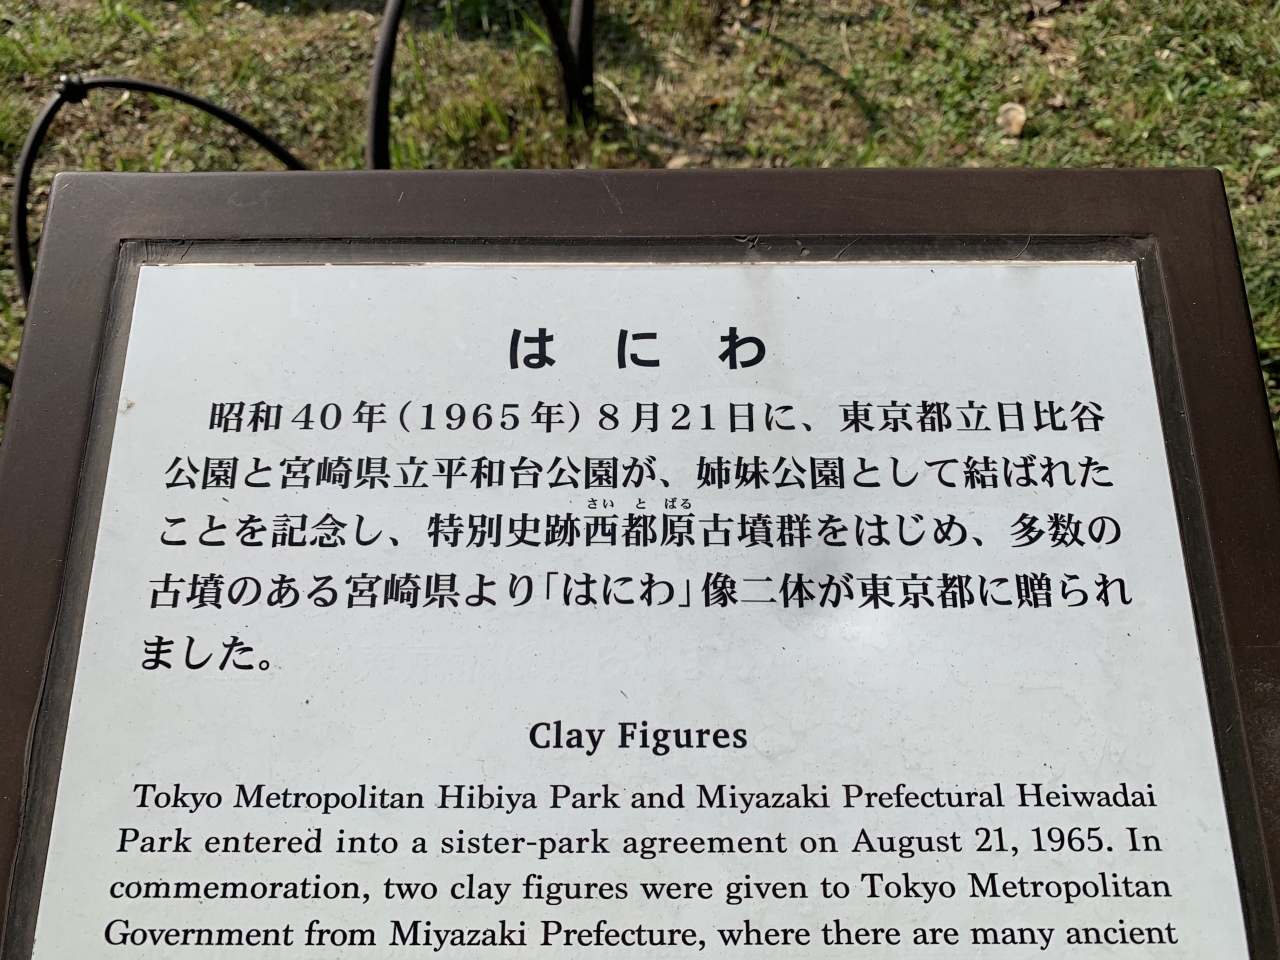 はにわ
昭和40年(1965年)8月21日に、東京都立日比谷
公園と宮崎県立平和台公園が、姉妹公園として結ばれた
さい と ばる
ことを記念し、特別史跡西都原古墳群をはじめ、多数の
古墳のある宮崎県より「はにわ」像二体が東京都に贈られ
ました。
Clay Figures
Tokyo Metropolitan Hibiya Park and Miyazaki Prefectural Heiwadai
Park entered into a sister-park agreement on August 21, 1965. In
commemoration, two clay figures were given to Tokyo Metropolitan
Government from Miyazaki Prefecture, where there are many ancient